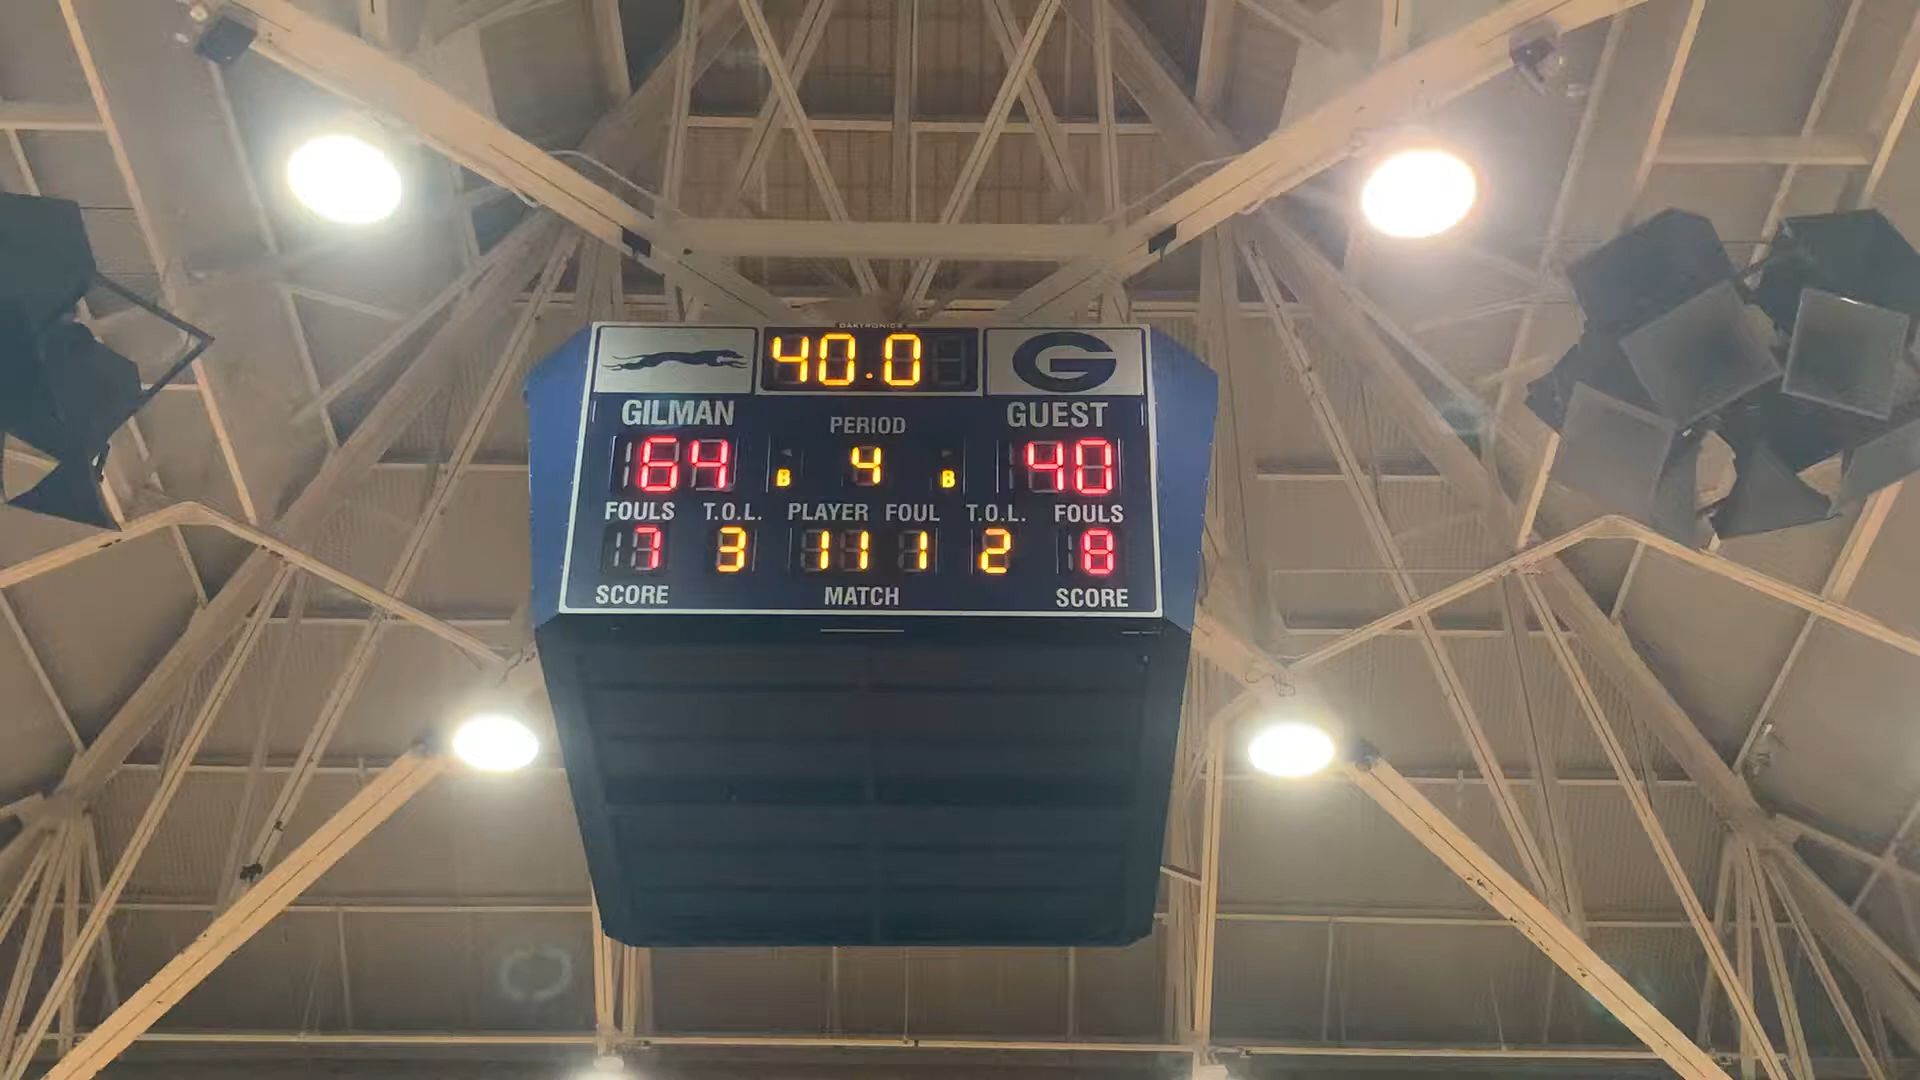 DAKTRONICS
40.0
G
GILMAN PERIOD GUEST
64 B 4 B 40
FOULS T.O.L. PLAYER FOUL T.O.L. FOULS
7 3 11 1 2 8
SCORE MATCH SCORE